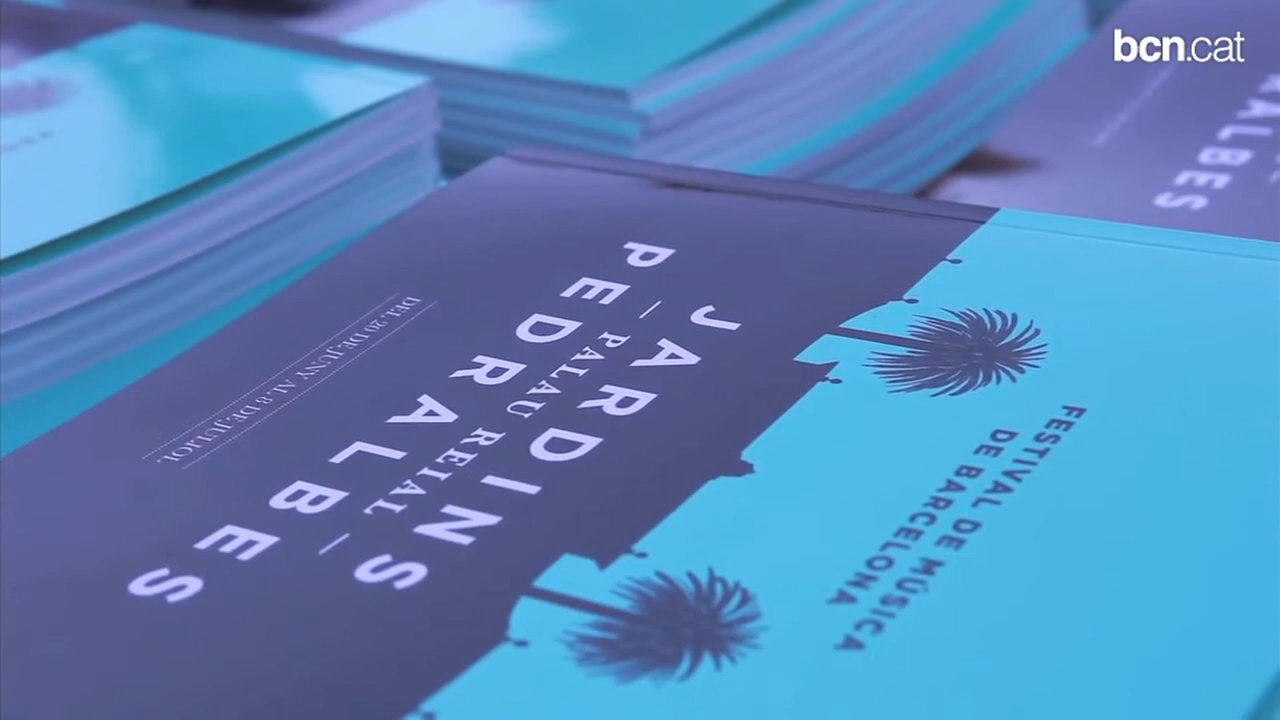 bcn.cat
FESTIVAL DE MÚSICA
DE BARCELONA
JARDINS
PALAU REIAL
PEDRALBES
DEL 20 DE JUNY AL 8 DE JULIOL
RALBES